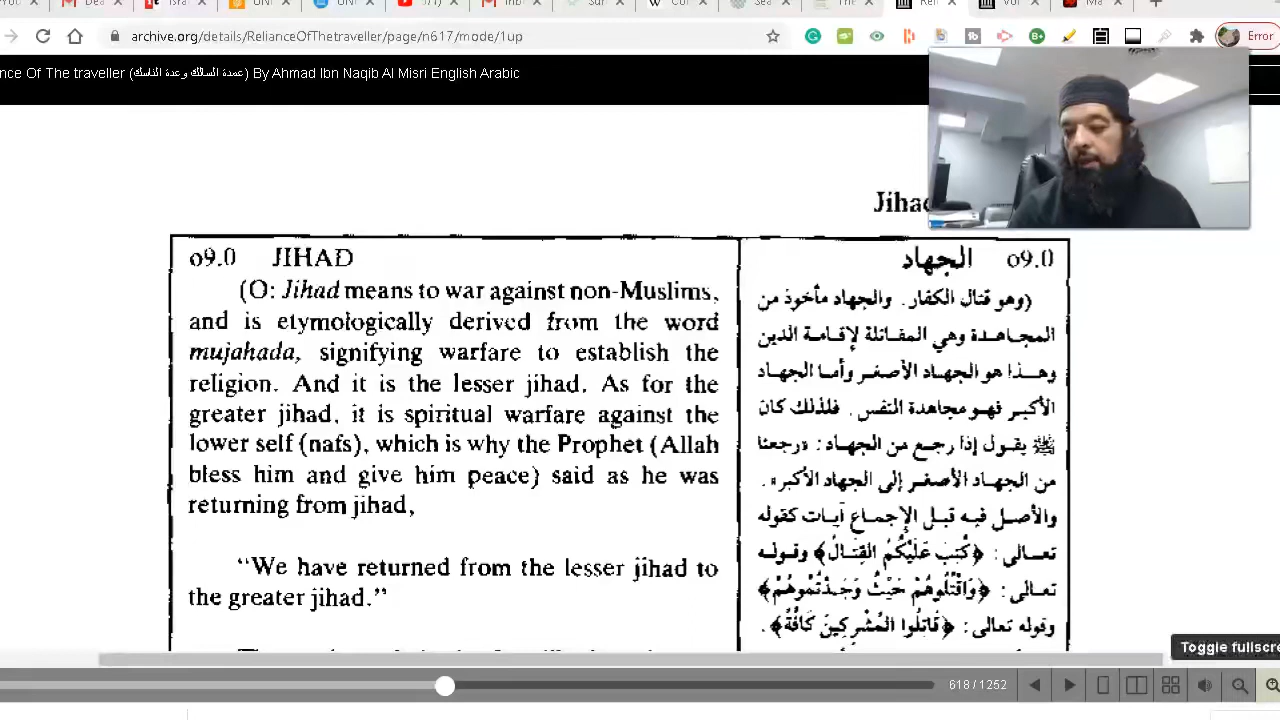 Error
archive.org/details/RelianceOfThetraveller/page/n617/mode/1up
nce Of The traveller (عمدة السالك وعدة الناسك) By Ahmad Ibn Naqib Al Misri English Arabic
Jihad
o9.0 JIHAD
(O: Jihad means to war against non-Muslims,
and is etymologically derived from the word
mujahada, signifying warfare to establish the
religion. And it is the lesser jihad. As for the
greater jihad, it is spiritual warfare against the
lower self (nafs), which is why the Prophet (Allah
bless him and give him peace) said as he was
returning from jihad,
“We have returned from the lesser jihad to
the greater jihad.”
الجهاد o9.0
(وهو قتال الكفار. والجهاد مأخوذ من
المجاهدة وهي المقاتلة لإقامة الدين
وهذا هو الجهاد الأصغر وأما الجهاد
الأكبر فهو مجاهدة النفس. فلذلك كان
ﷺ يقول إذا رجع من الجهاد: «رجعنا
من الجهاد الأصغر إلى الجهاد الأكبر».
والأصل فيه قبل الإجماع آيات كقوله
تعالى: ﴿كُتِبَ عَلَيْكُمُ القِتَالُ﴾ وقوله
تعالى: ﴿وَاقْتُلُوهُمْ حَيْثُ وَجَدْتُمُوهُمْ﴾
وقوله تعالى: ﴿قَاتِلُوا الْمُشْرِكِينَ كَافَّةً﴾.
Toggle fullscre
618 / 1252